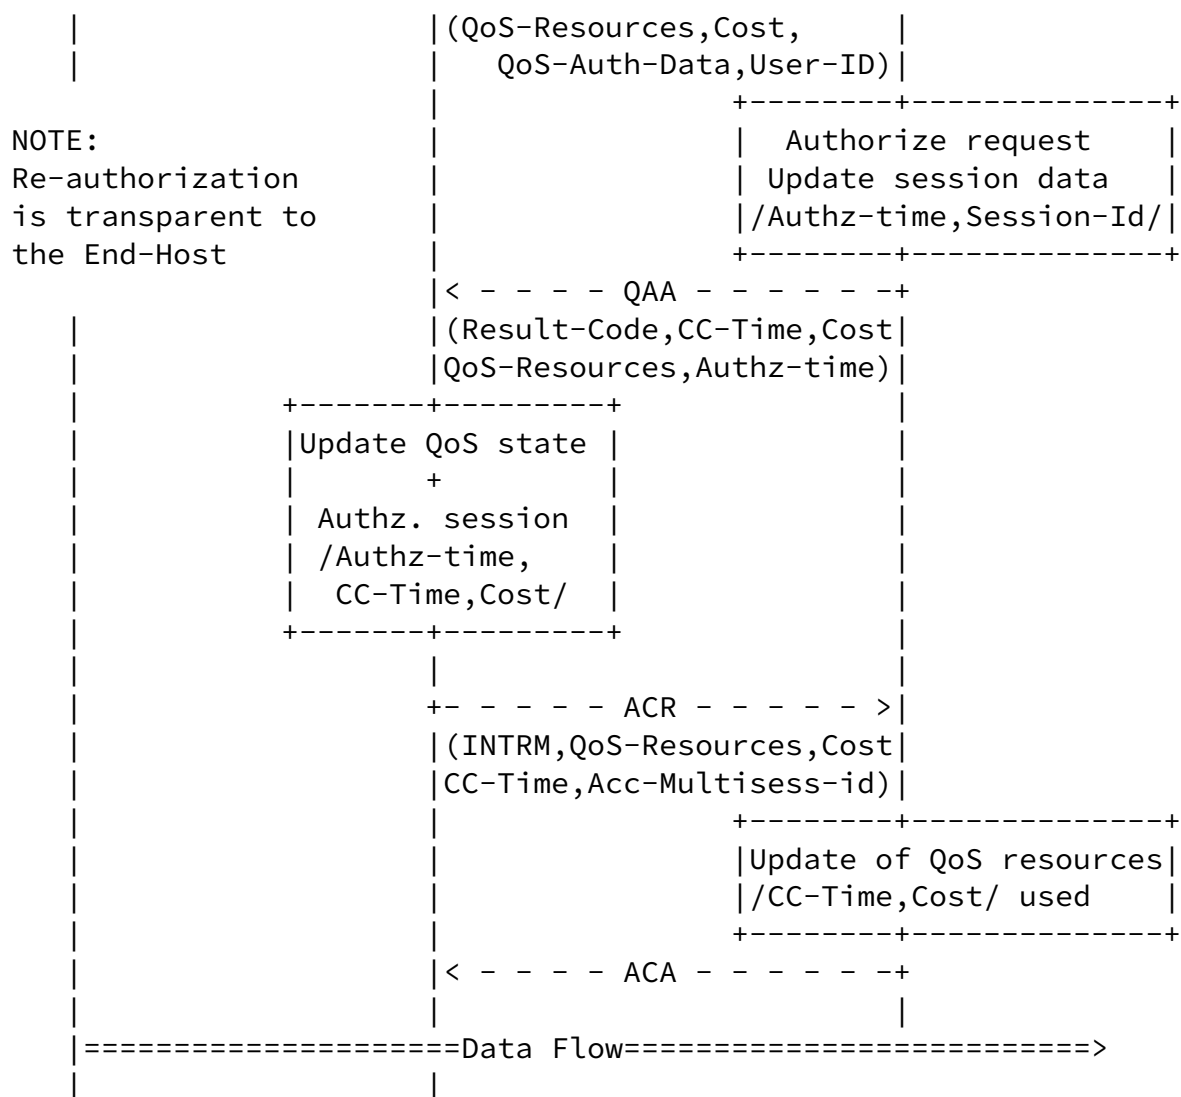 (QoS-Resources,Cost,
QoS-Auth-Data,User-ID)
NOTE:
Re-authorization
is transparent to
the End-Host
Authorize request
Update session data
/Authz-time,Session-Id/
< - - - - QAA - - - - - -+
(Result-Code,CC-Time,Cost
QoS-Resources,Authz-time)
Update QoS state
+
Authz. session
/Authz-time,
CC-Time,Cost/
+- - - - - ACR - - - - - >
(INTRM,QoS-Resources,Cost
CC-Time,Acc-Multisess-id)
Update of QoS resources
/CC-Time,Cost/ used
< - - - - ACA - - - - - -+
=====================Data Flow==========================>